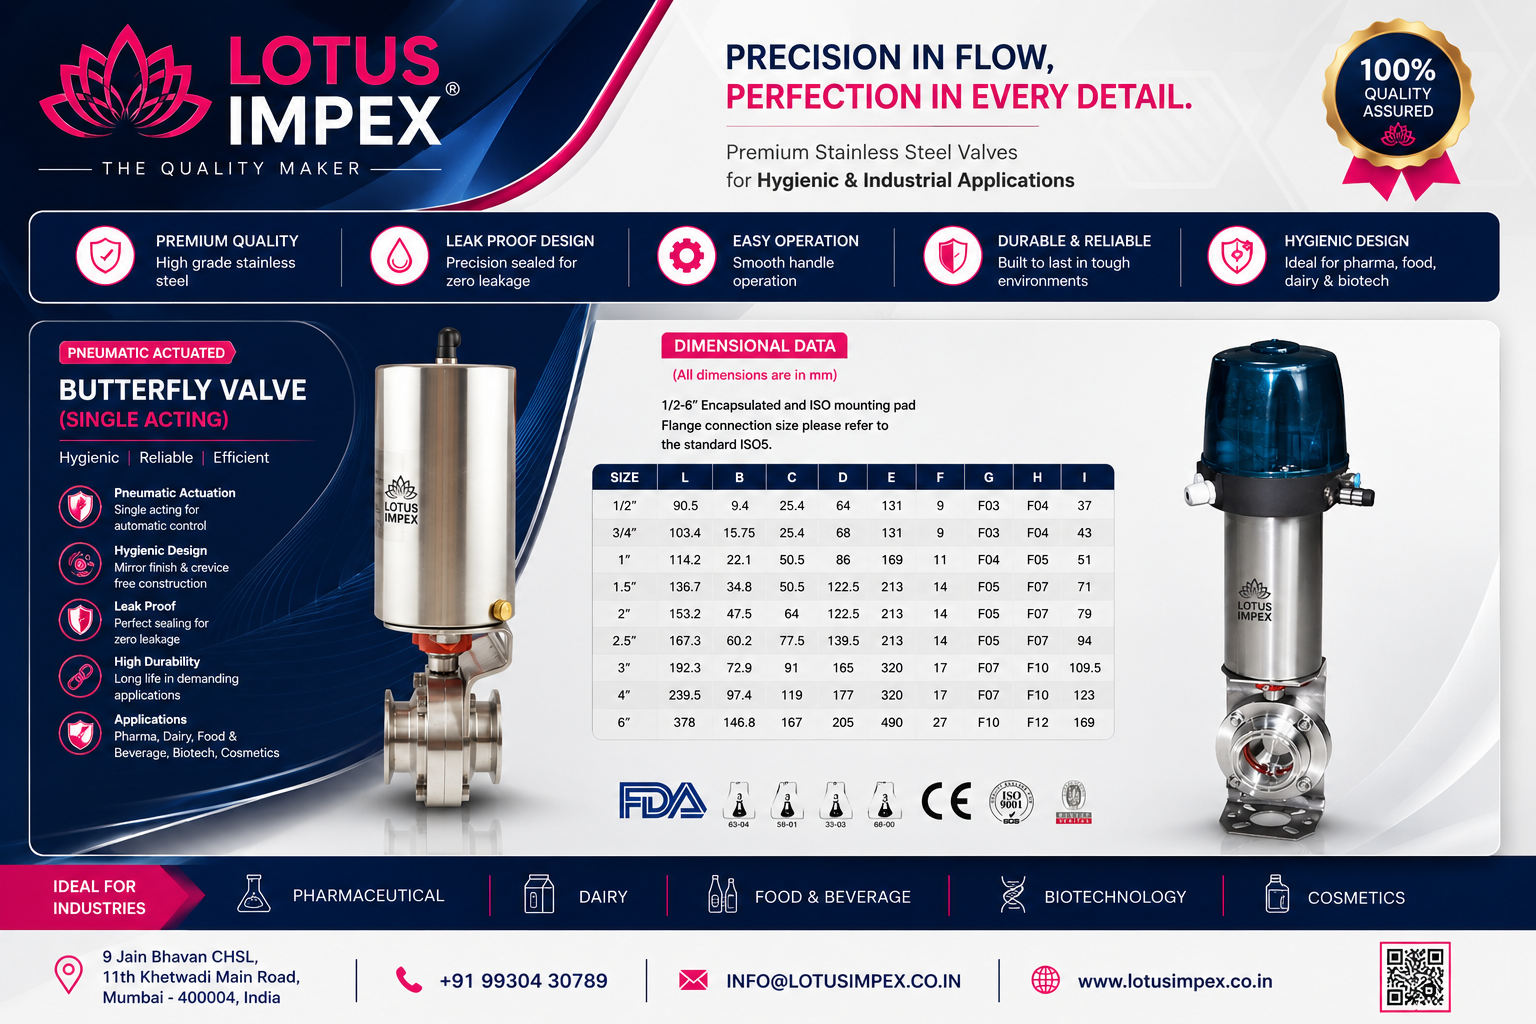 LOTUS
IMPEX®
THE QUALITY MAKER
PRECISION IN FLOW,
PERFECTION IN EVERY DETAIL.
Premium Stainless Steel Valves
for Hygienic & Industrial Applications
100%
QUALITY
ASSURED
PREMIUM QUALITY
High grade stainless
steel
LEAK PROOF DESIGN
Precision sealed for
zero leakage
EASY OPERATION
Smooth handle
operation
DURABLE & RELIABLE
Built to last in tough
environments
HYGIENIC DESIGN
Ideal for pharma, food,
dairy & biotech
PNEUMATIC ACTUATED
BUTTERFLY VALVE
(SINGLE ACTING)
Hygienic | Reliable | Efficient
Pneumatic Actuation
Single acting for
automatic control
Hygienic Design
Mirror finish & crevice
free construction
Leak Proof
Perfect sealing for
zero leakage
High Durability
Long life in demanding
applications
Applications
Pharma, Dairy, Food &
Beverage, Biotech, Cosmetics
LOTUS
IMPEX
DIMENSIONAL DATA
(All dimensions are in mm)
1/2-6” Encapsulated and ISO mounting pad
Flange connection size please refer to
the standard ISO5.
SIZE L B C D E F G H I
1/2” 90.5 9.4 25.4 64 131 9 F03 F04 37
3/4” 103.4 15.75 25.4 68 131 9 F03 F04 43
1” 114.2 22.1 50.5 86 169 11 F04 F05 51
1.5” 136.7 34.8 50.5 122.5 213 14 F05 F07 71
2” 153.2 47.5 64 122.5 213 14 F05 F07 79
2.5” 167.3 60.2 77.5 139.5 213 14 F05 F07 94
3” 192.3 72.9 91 165 320 17 F07 F10 109.5
4” 239.5 97.4 119 177 320 17 F07 F10 123
6” 378 146.8 167 205 490 27 F10 F12 169
LOTUS
IMPEX
FDA
3 3 3 3
63-04 58-01 33-03 68-00
CE
ISO
9001
SGS
IDEAL FOR
INDUSTRIES
PHARMACEUTICAL
DAIRY
FOOD & BEVERAGE
BIOTECHNOLOGY
COSMETICS
9 Jain Bhavan CHSL,
11th Khetwadi Main Road,
Mumbai - 400004, India
+91 99304 30789
INFO@LOTUSIMPEX.CO.IN
www.lotusimpex.co.in